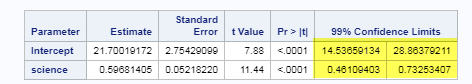 Parameter Estimate Standard Error t Value Pr > |t| 99% Confidence Limits
Intercept 21.70019172 2.75429099 7.88 <.0001 14.53659134 28.86379211
science 0.59681405 0.05218220 11.44 <.0001 0.46109403 0.73253407